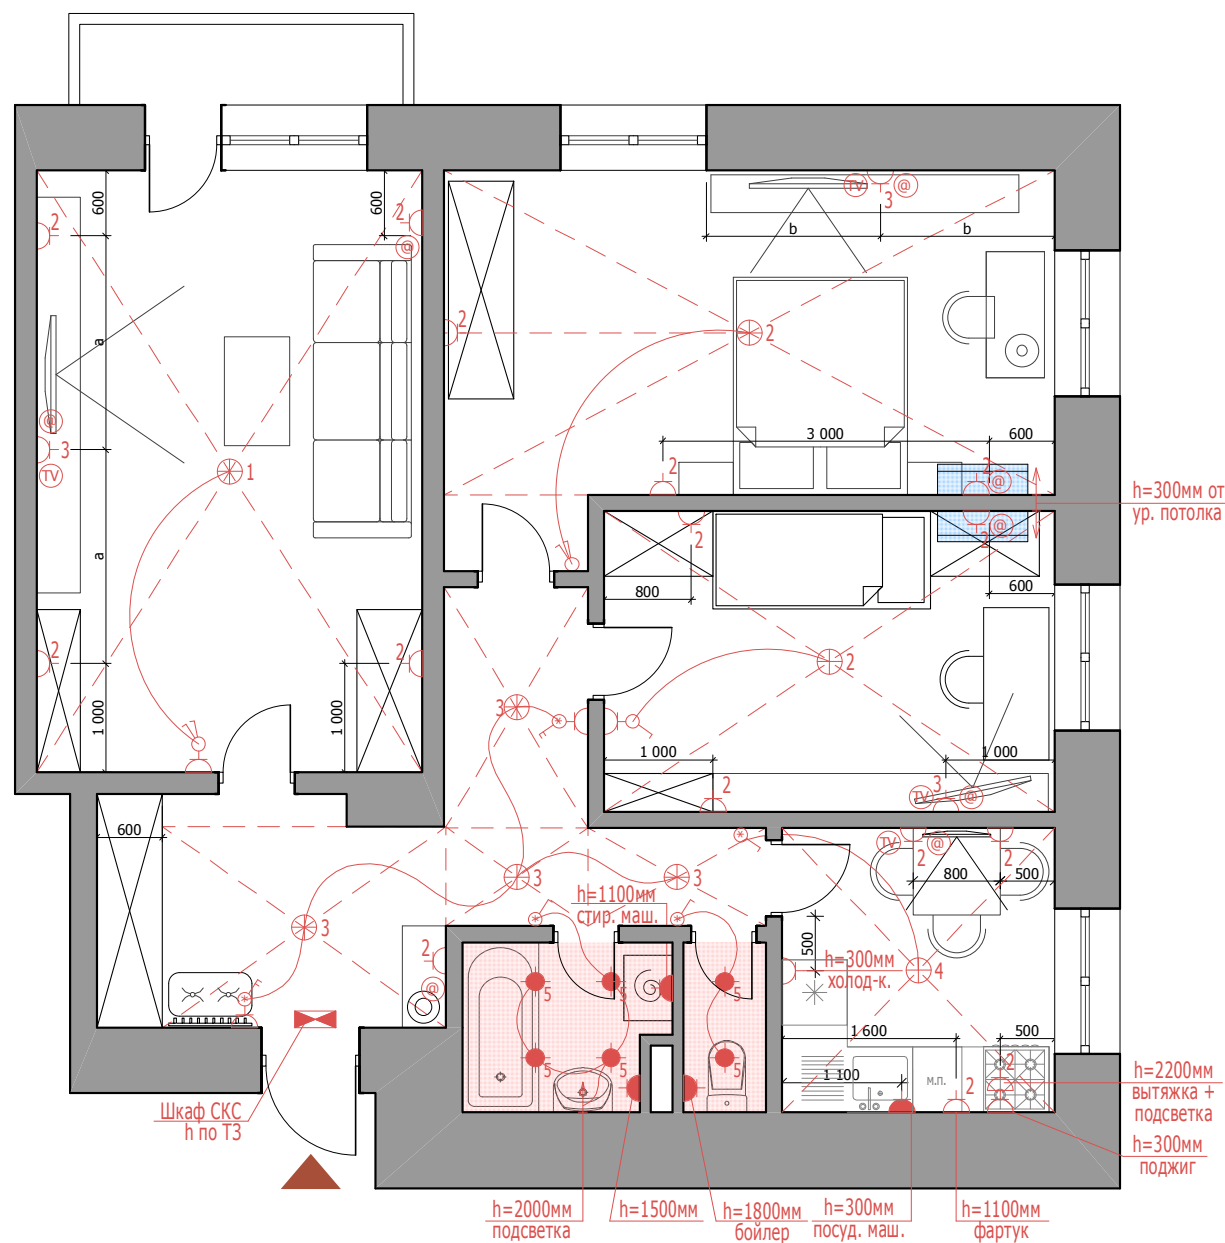 600
2
600
2
@
a
@
3
TV
1
a
2
2
1 000
1 000
TV
@
3
b
b
2
2
3 000
600
2
2
@
h=300мм от
ур. потолка
2
2
@
800
600
2
3
1 000
1 000
2
TV
3
@
600
3
3
3
h=1100мм
стир. маш.
2
@
TV
@
2
2
800
500
500
h=300мм
холод-к.
4
5
5
5
5
5
5
1 600
500
1 100
м.п.
2
2
h=2200мм
вытяжка +
подсветка
h=300мм
поджиг
Шкаф СКС
h по ТЗ
h=2000мм
подсветка
h=1500мм
h=1800мм
бойлер
h=300мм
посуд. маш.
h=1100мм
фартук